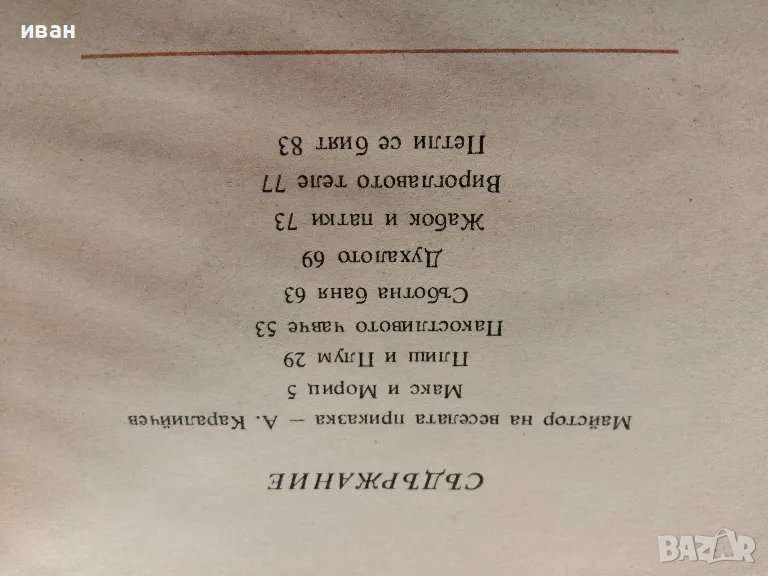 иван
СЪДЪРЖАНИЕ
Майстор на веселата приказка – А. Каралийчев
Макс и Мориц 5
Плиш и Плум 29
Пакостливото чавче 53
Съботна баня 63
Духалото 69
Жабок и патки 73
Вироглавото теле 77
Петли се бият 83
BAZAR